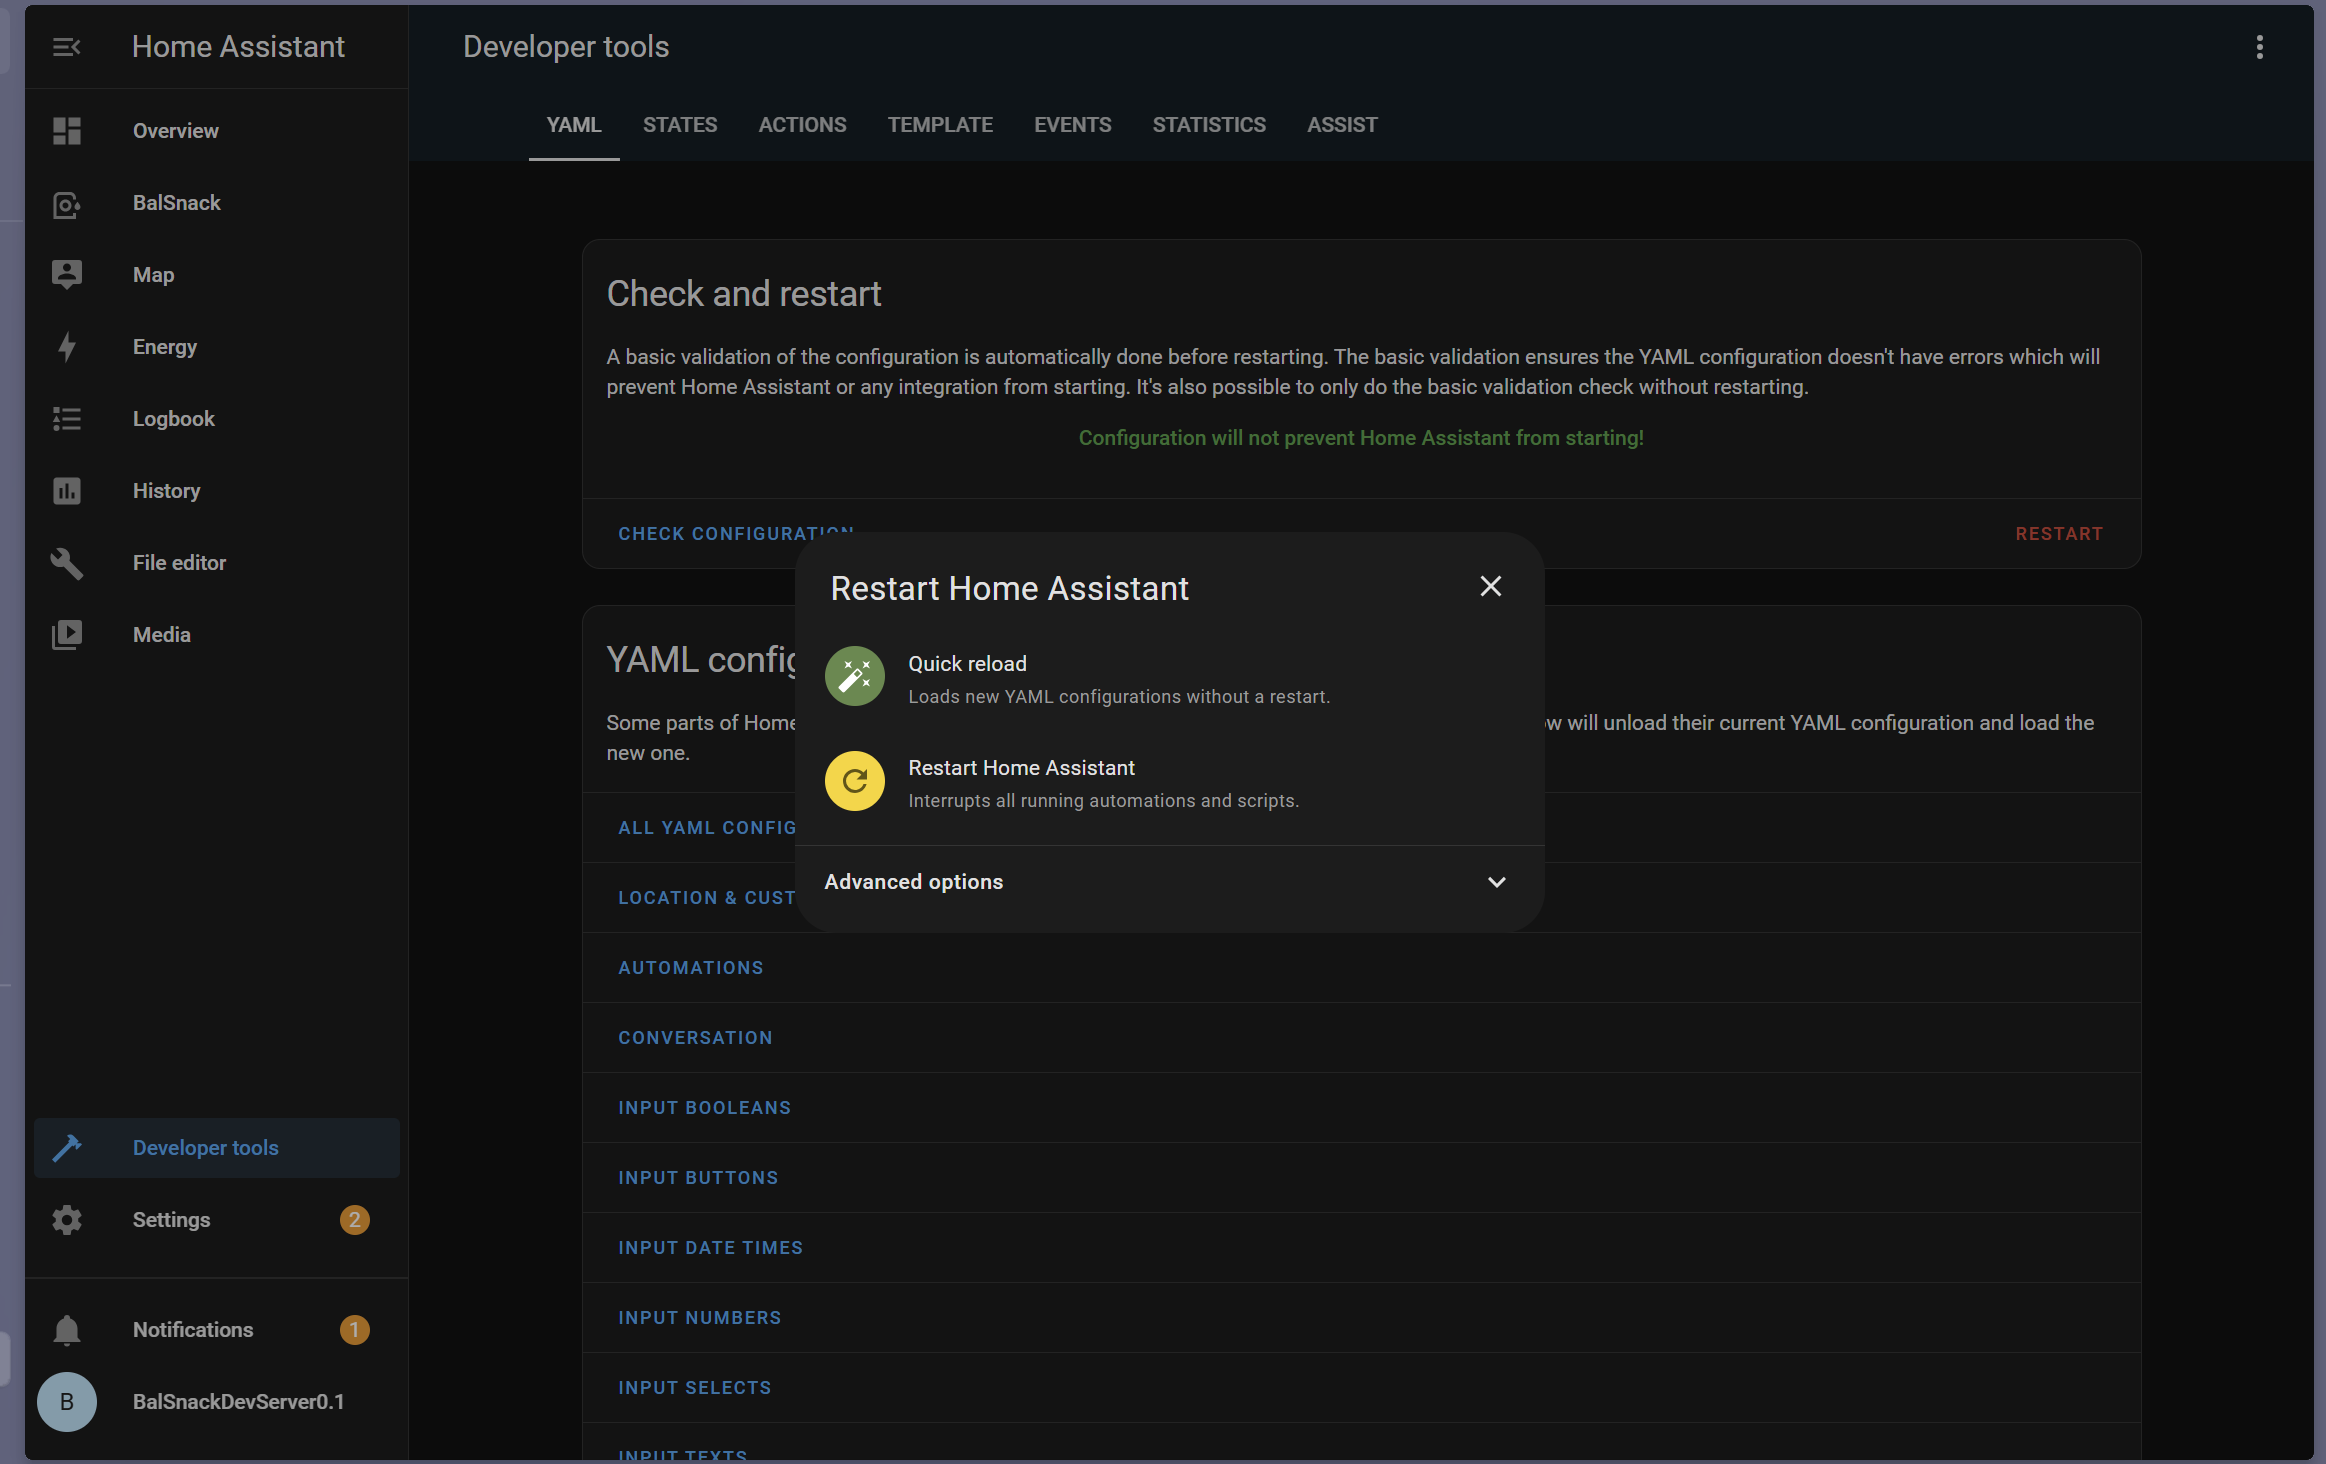 Home Assistant
Overview
BalSnack
Map
Energy
Logbook
History
File editor
Media
Developer tools
Settings
2
Notifications
1
B
BalSnackDevServer0.1
Developer tools
YAML STATES ACTIONS TEMPLATE EVENTS STATISTICS ASSIST
Check and restart
A basic validation of the configuration is automatically done before restarting. The basic validation ensures the YAML configuration doesn't have errors which will
prevent Home Assistant or any integration from starting. It's also possible to only do the basic validation check without restarting.
Configuration will not prevent Home Assistant from starting!
CHECK CONFIGURATION
RESTART
YAML config
Some parts of Home
ow will unload their current YAML configuration and load the
new one.
ALL YAML CONFIG
LOCATION & CUST
AUTOMATIONS
CONVERSATION
INPUT BOOLEANS
INPUT BUTTONS
INPUT DATE TIMES
INPUT NUMBERS
INPUT SELECTS
INPUT TEXTS
Restart Home Assistant
Quick reload
Loads new YAML configurations without a restart.
Restart Home Assistant
Interrupts all running automations and scripts.
Advanced options